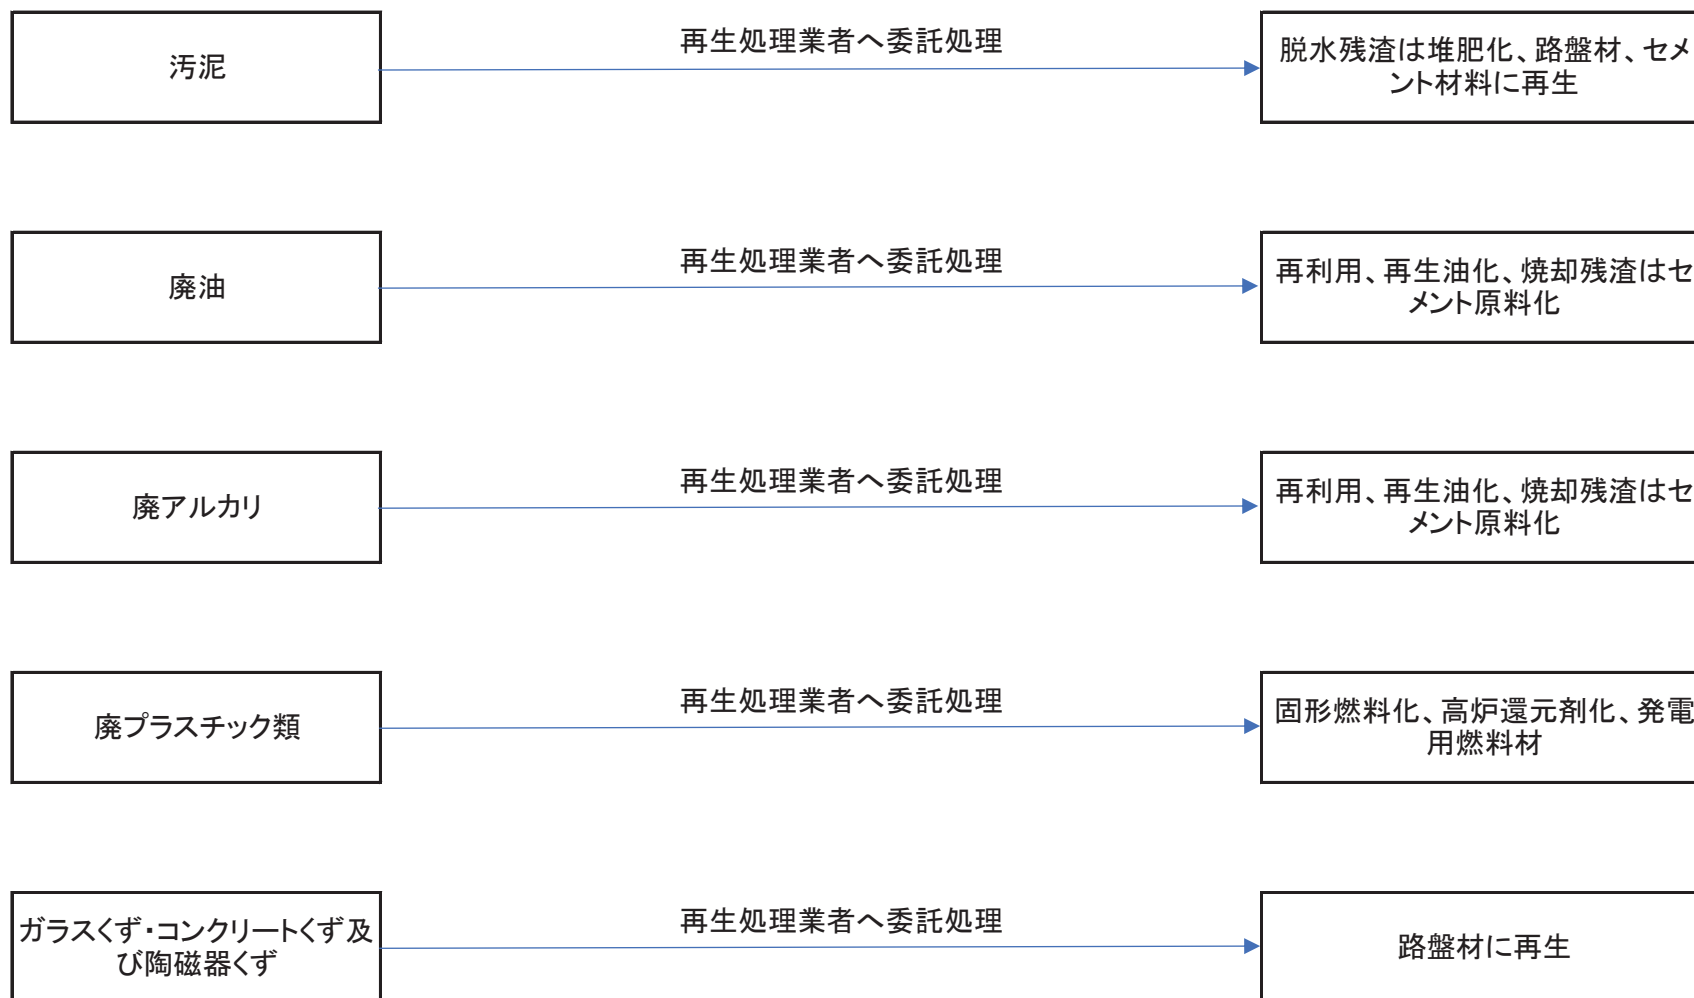 汚泥
再生処理業者へ委託処理
脱水残渣は堆肥化、路盤材、セメ
ント材料に再生
廃油
再生処理業者へ委託処理
再利用、再生油化、焼却残渣はセ
メント原料化
廃アルカリ
再生処理業者へ委託処理
再利用、再生油化、焼却残渣はセ
メント原料化
廃プラスチック類
再生処理業者へ委託処理
固形燃料化、高炉還元剤化、発電
用燃料材
ガラスくず・コンクリートくず及
び陶磁器くず
再生処理業者へ委託処理
路盤材に再生